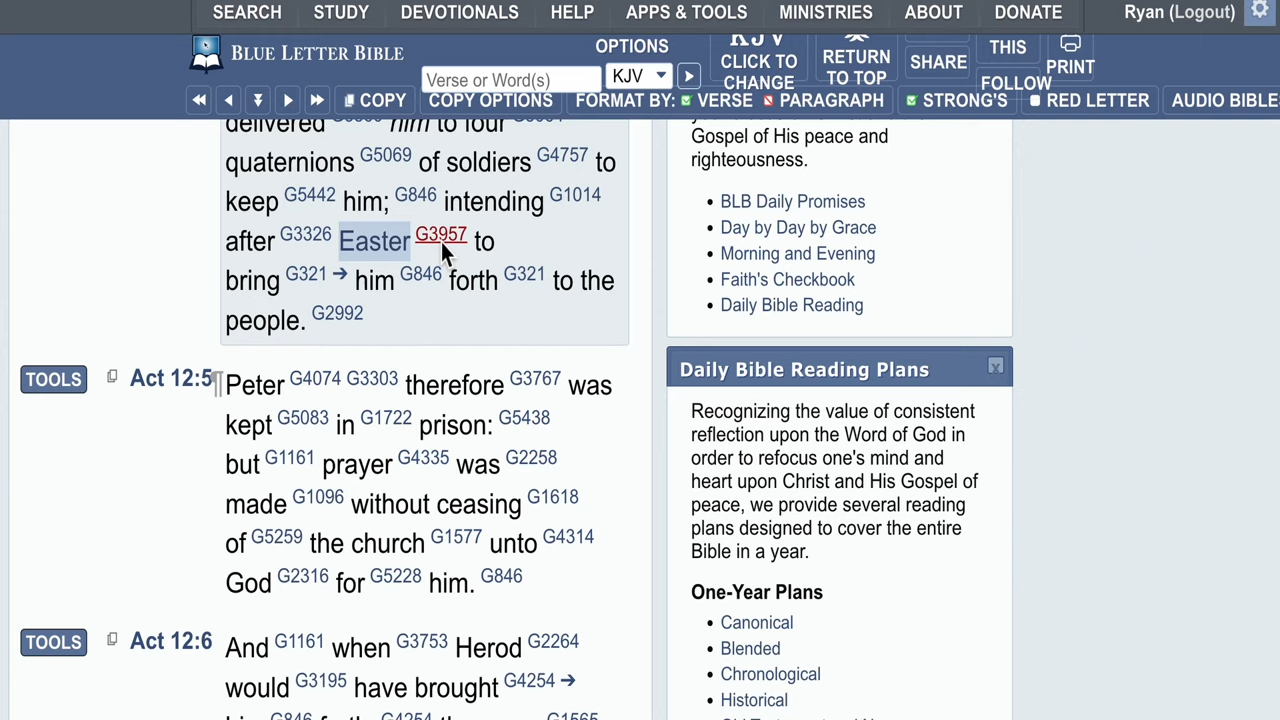 SEARCH STUDY DEVOTIONALS HELP APPS & TOOLS MINISTRIES ABOUT DONATE Ryan (Logout)
BLUE LETTER BIBLE
OPTIONS
Verse or Word(s) KJV
KJV
CLICK TO
CHANGE
RETURN
TO TOP
SHARE
THIS
FOLLOW
PRINT
COPY COPY OPTIONS FORMAT BY: VERSE PARAGRAPH STRONG'S RED LETTER AUDIO BIBLE
delivered him to four
quaternions G5069 of soldiers G4757 to
keep G5442 him; G846 intending G1014
after G3326 Easter G3957 to
bring G321 → him G846 forth G321 to the
people. G2992
TOOLS Act 12:5 ¶Peter G4074 G3303 therefore G3767 was
kept G5083 in G1722 prison: G5438
but G1161 prayer G4335 was G2258
made G1096 without ceasing G1618
of G5259 the church G1577 unto G4314
God G2316 for G5228 him. G846
TOOLS Act 12:6 And G1161 when G3753 Herod G2264
would G3195 have brought G4254 →
Gospel of His peace and
righteousness.
• BLB Daily Promises
• Day by Day by Grace
• Morning and Evening
• Faith's Checkbook
• Daily Bible Reading
Daily Bible Reading Plans x
Recognizing the value of consistent
reflection upon the Word of God in
order to refocus one's mind and
heart upon Christ and His Gospel of
peace, we provide several reading
plans designed to cover the entire
Bible in a year.
One-Year Plans
• Canonical
• Blended
• Chronological
• Historical